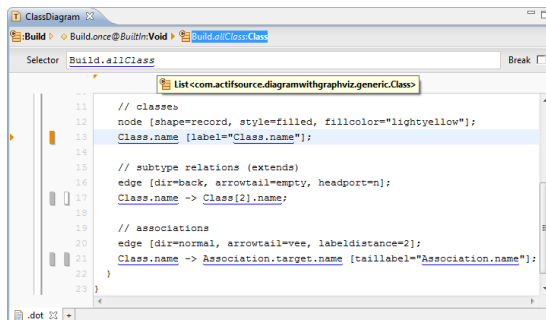 ClassDiagram
:Build Build.once@BuiltIn:Void Build.allClass:Class
Selector Build.allClass Break
List<com.actifsource.diagramwithgraphviz.generic.Class>
11 // classes
12 node [shape=record, style=filled, fillcolor="lightyellow"];
13 Class.name [label="Class.name"];
14
15 // subtype relations (extends)
16 edge [dir=back, arrowtail=empty, headport=n];
17 Class.name -> Class[2].name;
18
19 // associations
20 edge [dir=normal, arrowtail=vee, labeldistance=2];
21 Class.name -> Association.target.name [taillabel="Association.name"];
22 }
23 }
.dot +